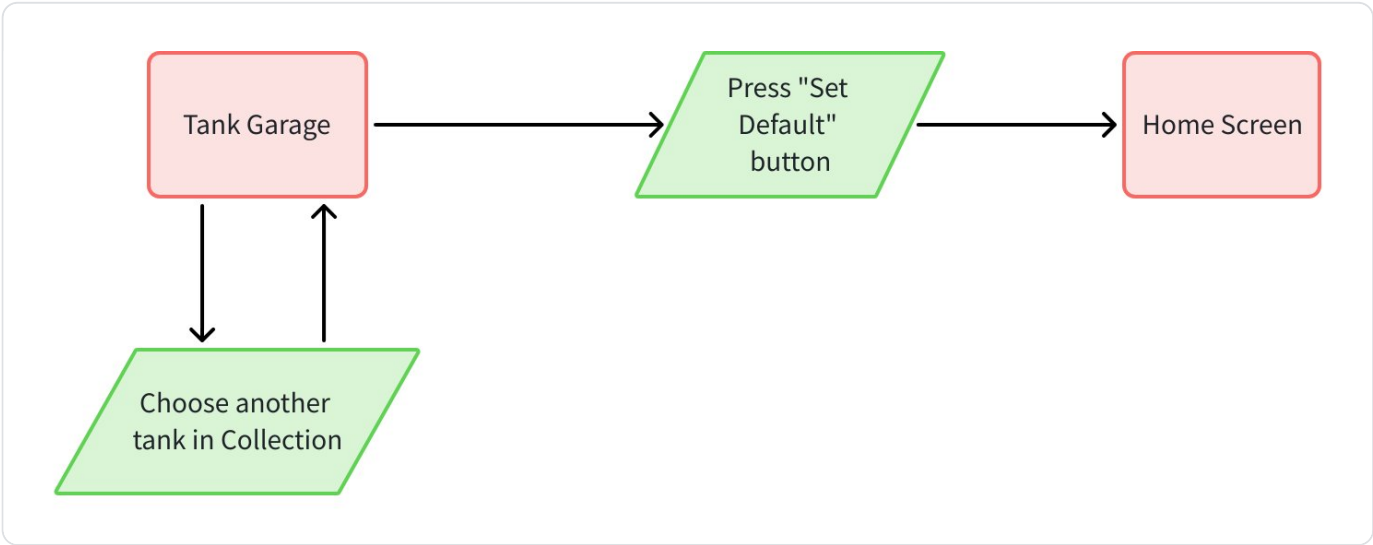 Tank Garage
Press "Set
Default"
button
Home Screen
Choose another
tank in Collection